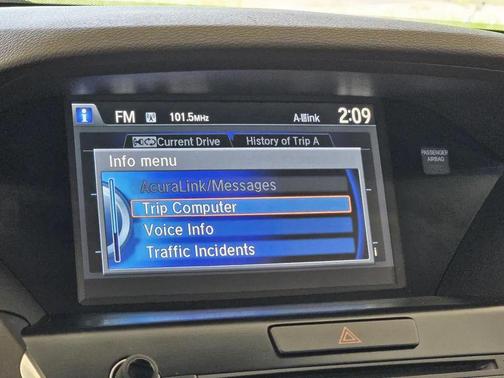 i FM 101.5MHz A-link 2:09
Current Drive History of Trip A
Info menu
AcuraLink/Messages
Trip Computer
Voice Info
Traffic Incidents
PASSENGER
AIRBAG